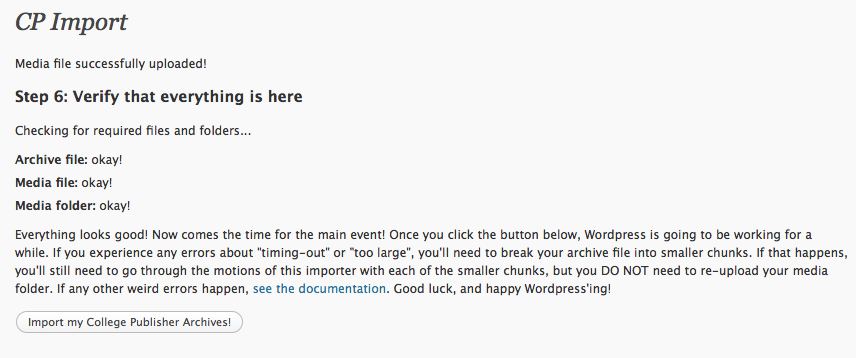 CP Import
Media file successfully uploaded!
Step 6: Verify that everything is here
Checking for required files and folders...
Archive file: okay!
Media file: okay!
Media folder: okay!
Everything looks good! Now comes the time for the main event! Once you click the button below, Wordpress is going to be working for a
while. If you experience any errors about "timing-out" or "too large", you'll need to break your archive file into smaller chunks. If that happens,
you'll still need to go through the motions of this importer with each of the smaller chunks, but you DO NOT need to re-upload your media
folder. If any other weird errors happen, see the documentation. Good luck, and happy Wordpress'ing!
Import my College Publisher Archives!